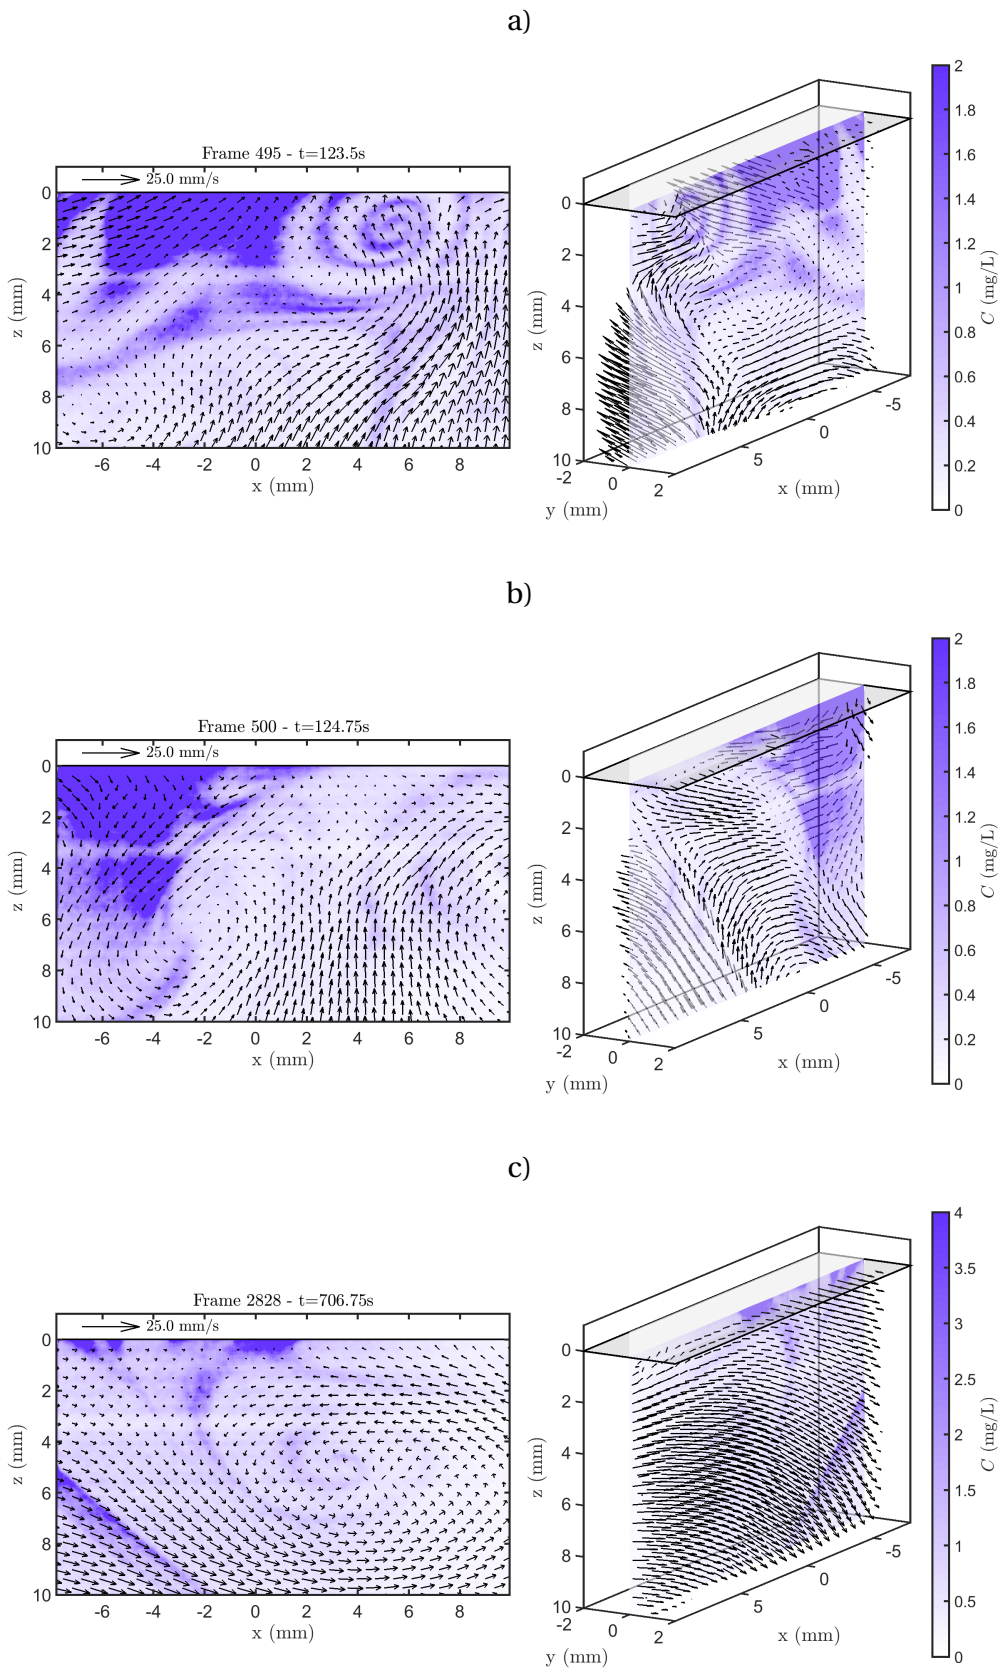 a)
Frame 495 - t=123.5s
25.0 mm/s
0
2
4
6
8
10
z (mm)
-6 -4 -2 0 2 4 6 8
x (mm)
0
2
4
6
8
10
z (mm)
-2 0 2
y (mm)
5 0 -5
x (mm)
2
1.8
1.6
1.4
1.2
1
0.8
0.6
0.4
0.2
0
C (mg/L)
b)
Frame 500 - t=124.75s
25.0 mm/s
0
2
4
6
8
10
z (mm)
-6 -4 -2 0 2 4 6 8
x (mm)
0
2
4
6
8
10
z (mm)
-2 0 2
y (mm)
5 0 -5
x (mm)
2
1.8
1.6
1.4
1.2
1
0.8
0.6
0.4
0.2
0
C (mg/L)
c)
Frame 2828 - t=706.75s
25.0 mm/s
0
2
4
6
8
10
z (mm)
-6 -4 -2 0 2 4 6 8
x (mm)
0
2
4
6
8
10
z (mm)
-2 0 2
y (mm)
5 0 -5
x (mm)
4
3.5
3
2.5
2
1.5
1
0.5
0
C (mg/L)